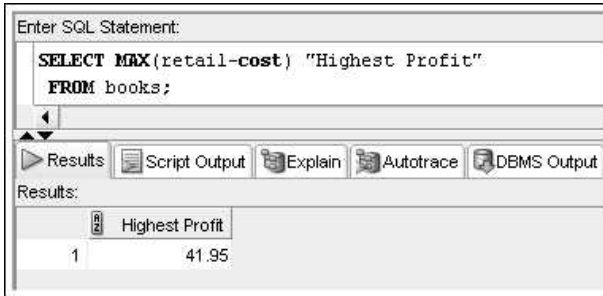 Enter SQL Statement:
SELECT MAX(retail-cost) "Highest Profit"
FROM books;
Results Script Output Explain Autotrace DBMS Output
Results:
A Z Highest Profit
1 41.95